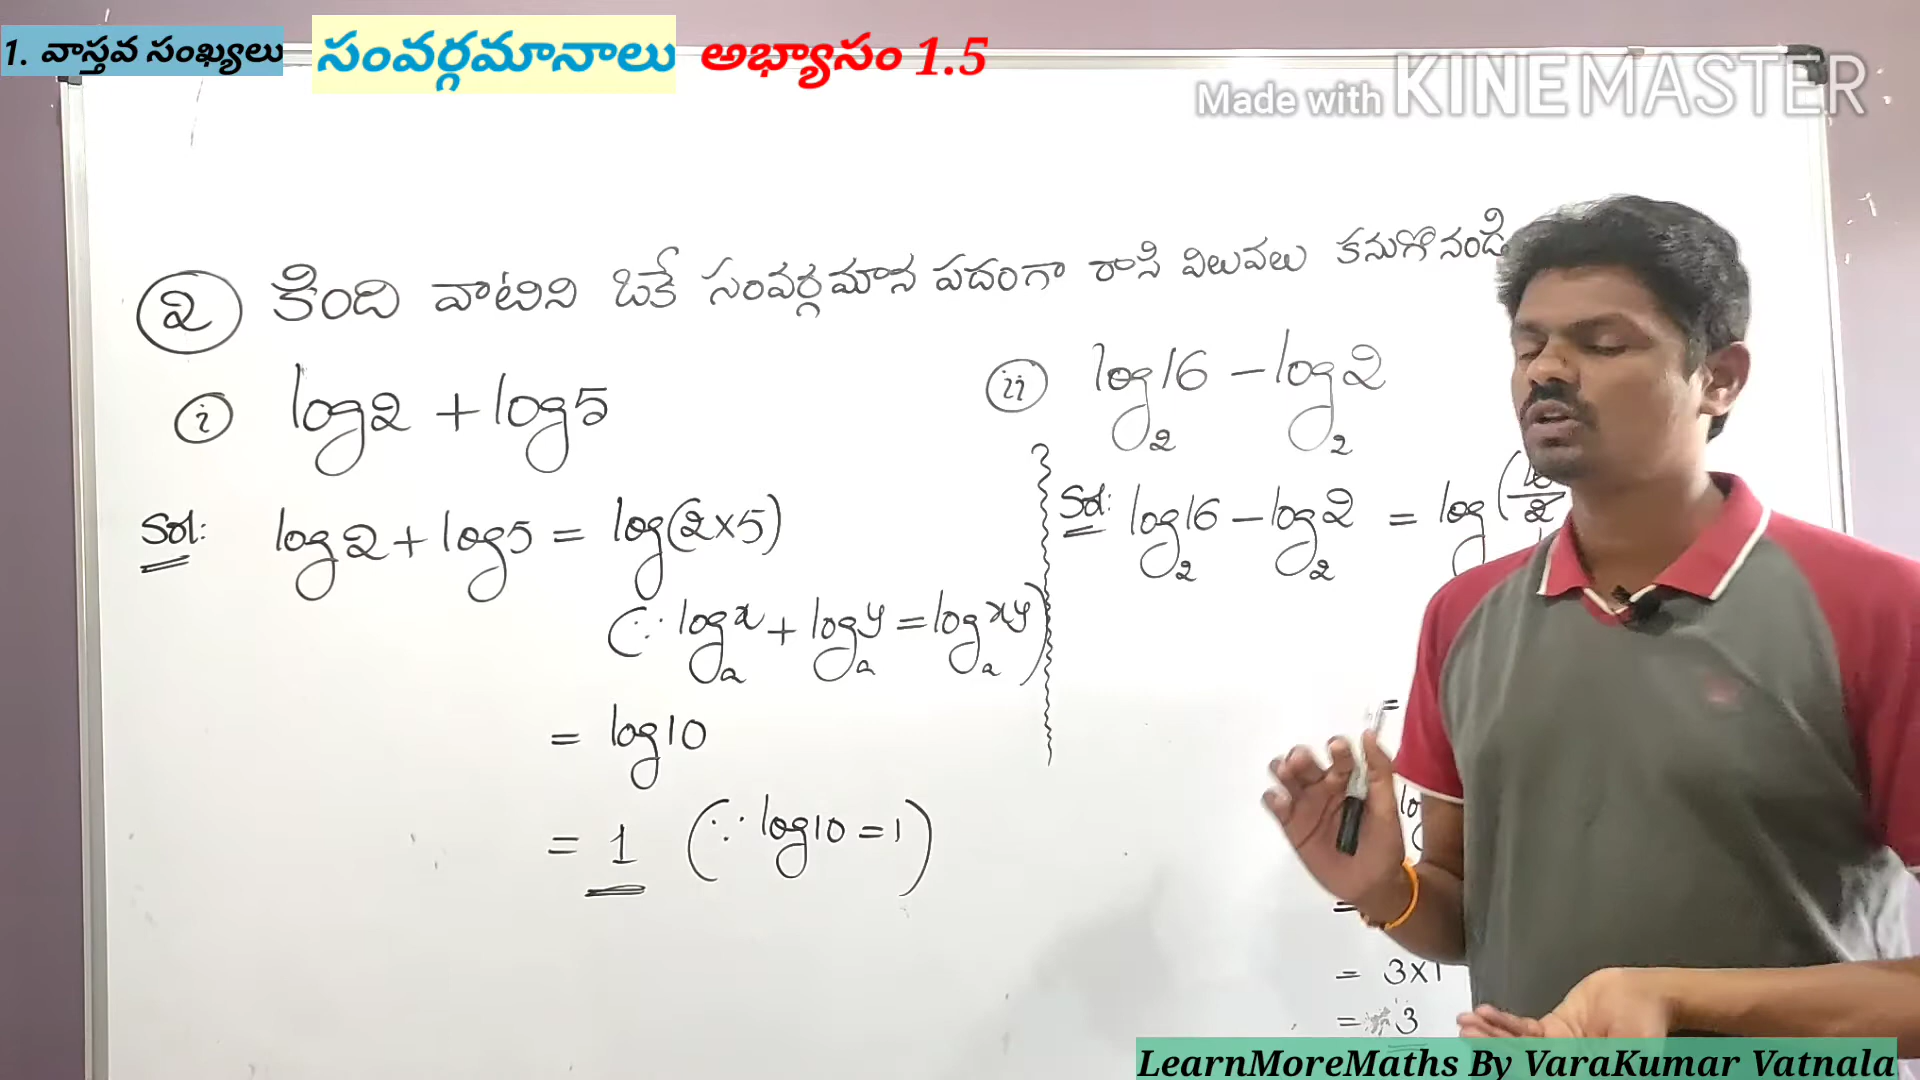 1. వాస్తవ సంఖ్యలు
సంవర్గమానాలు
అభ్యాసం 1.5
Made with KINEMASTER
2 కింది వాటిని ఒకే సంవర్గమాన పదంగా రాసి విలువలు కనుగొనండి
i log2 + log5
Sol: log2 + log5 = log(2×5)
(∵ logₐx + logₐy = logₐxy)
= log10
= 1 (∵ log10 = 1)
ii log₂16 − log₂2
Sol: log₂16 − log₂2 = log(16/2
=
=
= 3×1
= 3
LearnMoreMaths By VaraKumar Vatnala